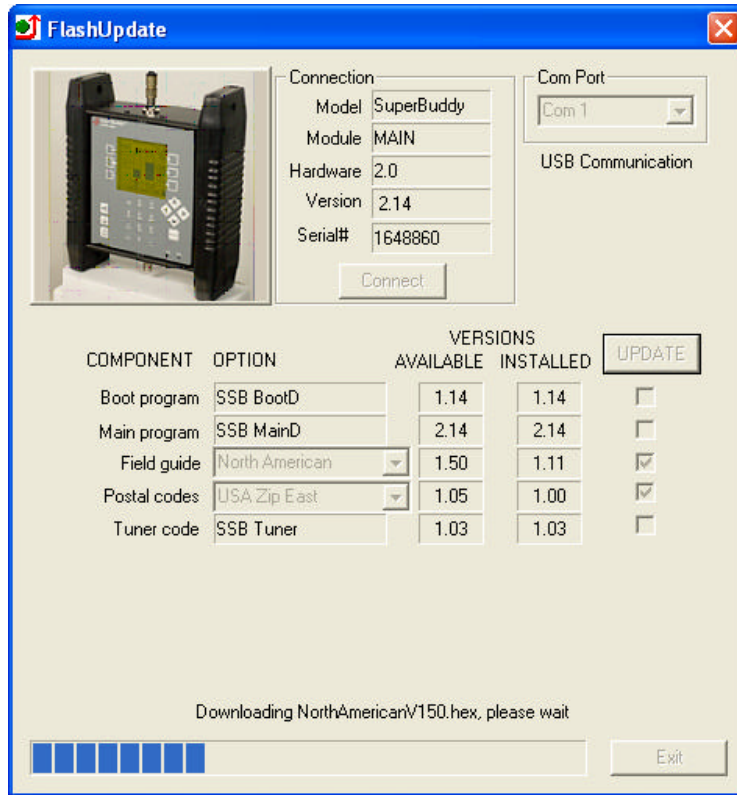 FlashUpdate
Connection
Model SuperBuddy
Module MAIN
Hardware 2.0
Version 2.14
Serial# 1648860
Connect
Com Port
Com 1
USB Communication
VERSIONS
COMPONENT OPTION AVAILABLE INSTALLED UPDATE
Boot program SSB BootD 1.14 1.14
Main program SSB MainD 2.14 2.14
Field guide North American 1.50 1.11
Postal codes USA Zip East 1.05 1.00
Tuner code SSB Tuner 1.03 1.03
Downloading NorthAmericanV150.hex, please wait
Exit